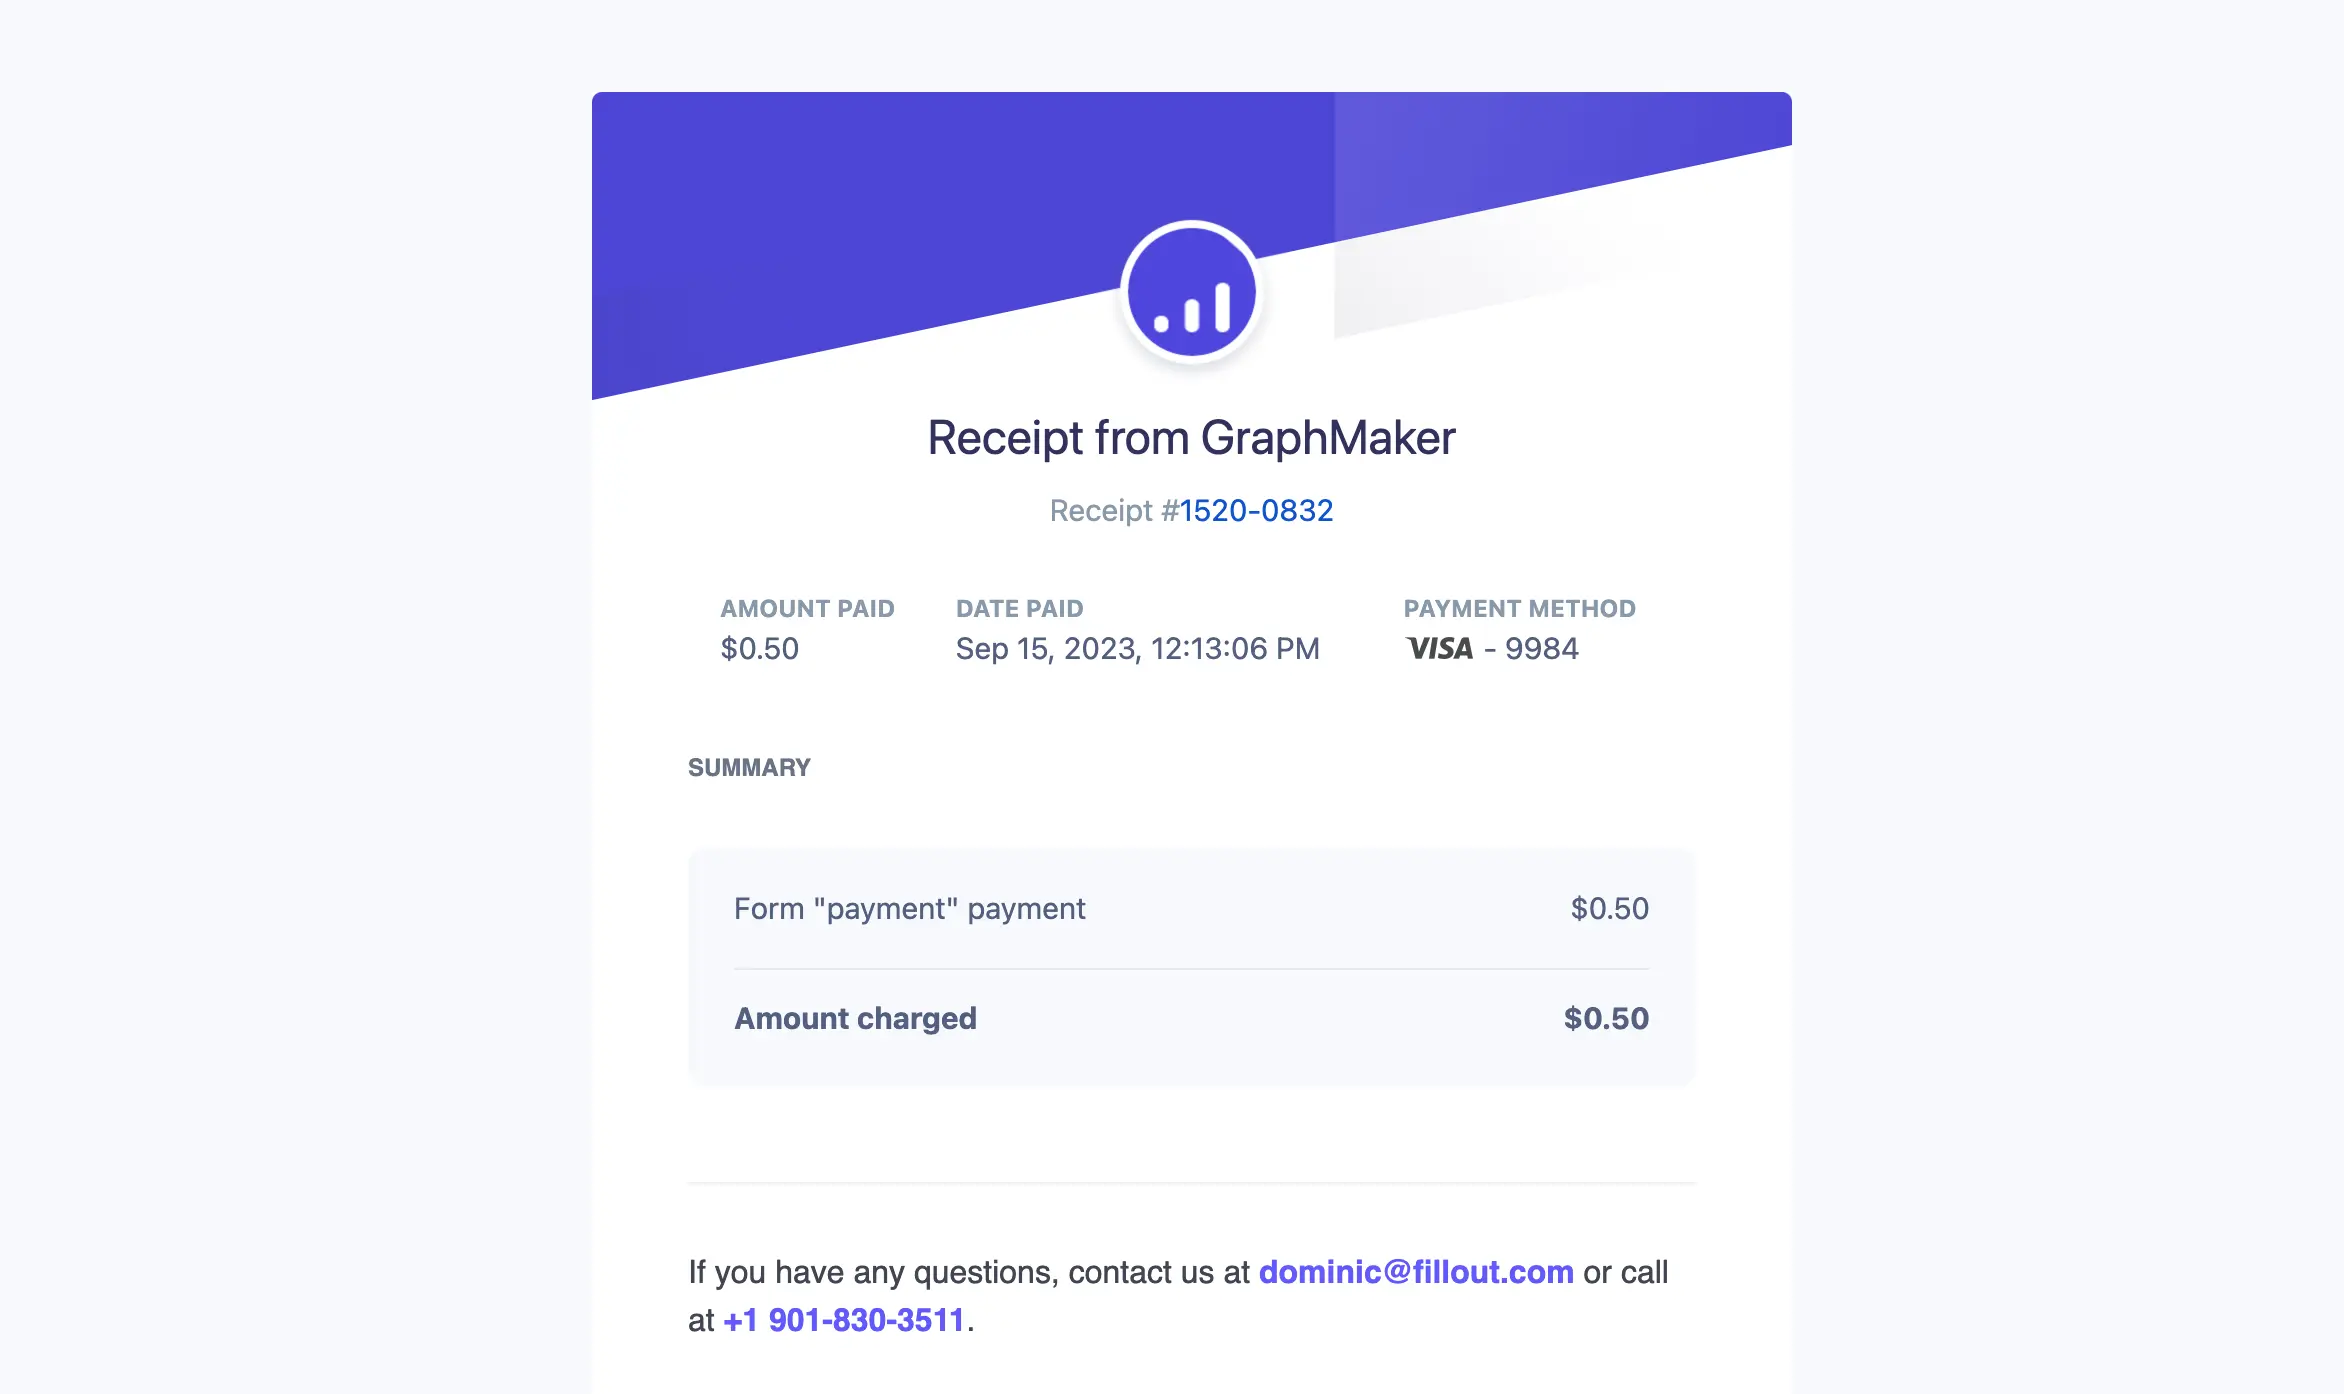 Receipt from GraphMaker
Receipt #1520-0832
AMOUNT PAID DATE PAID PAYMENT METHOD
$0.50 Sep 15, 2023, 12:13:06 PM VISA - 9984
SUMMARY
Form "payment" payment $0.50
Amount charged $0.50
If you have any questions, contact us at dominic@fillout.com or call
at +1 901-830-3511.